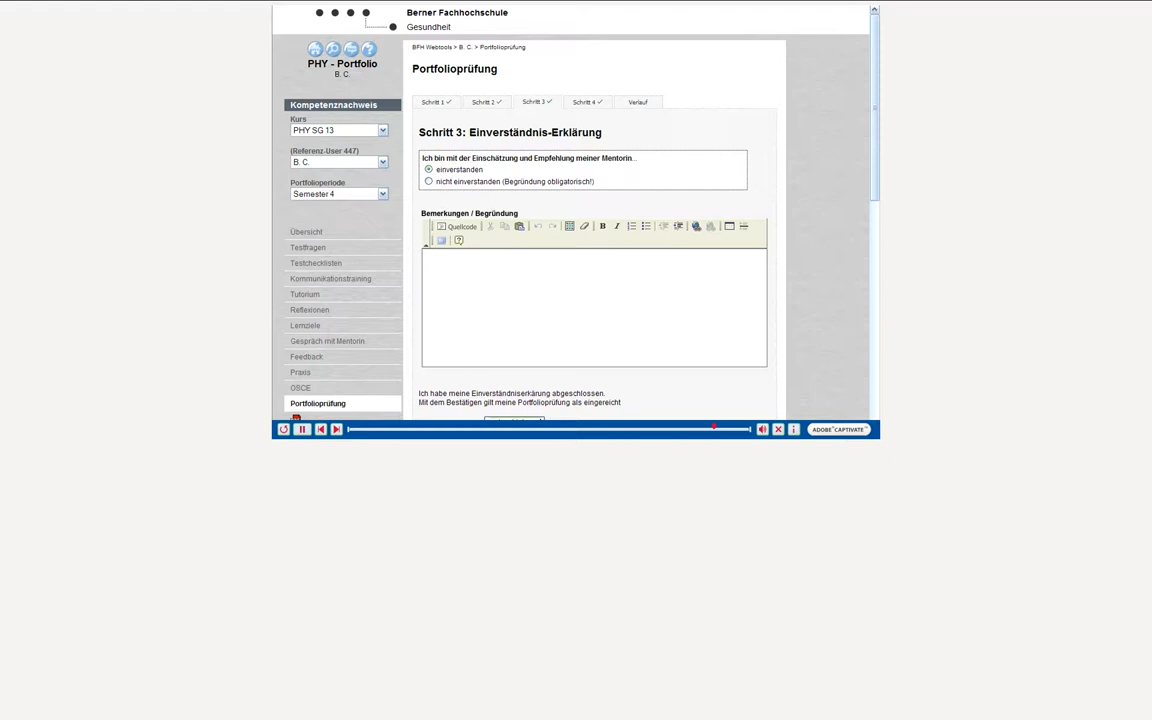 Berner Fachhochschule
Gesundheit
PHY - Portfolio
B. C.
Kompetenznachweis
Kurs
PHY SG 13
(Referenz-User 447)
B. C.
Portfolioperiode
Semester 4
Übersicht
Testfragen
Testchecklisten
Kommunikationstraining
Tutorium
Reflexionen
Lernziele
Gespräch mit Mentorin
Feedback
Praxis
OSCE
Portfolioprüfung
BFH Webtools > B. C. > Portfolioprüfung
Portfolioprüfung
Schritt 1 ✓ Schritt 2 ✓ Schritt 3 ✓ Schritt 4 ✓ Verlauf
Schritt 3: Einverständnis-Erklärung
Ich bin mit der Einschätzung und Empfehlung meiner Mentorin...
einverstanden
nicht einverstanden (Begründung obligatorisch!)
Bemerkungen / Begründung
Quellcode B I
Ich habe meine Einverständniserkärung abgeschlossen.
Mit dem Bestätigen gilt meine Portfolioprüfung als eingereicht
ADOBE CAPTIVATE